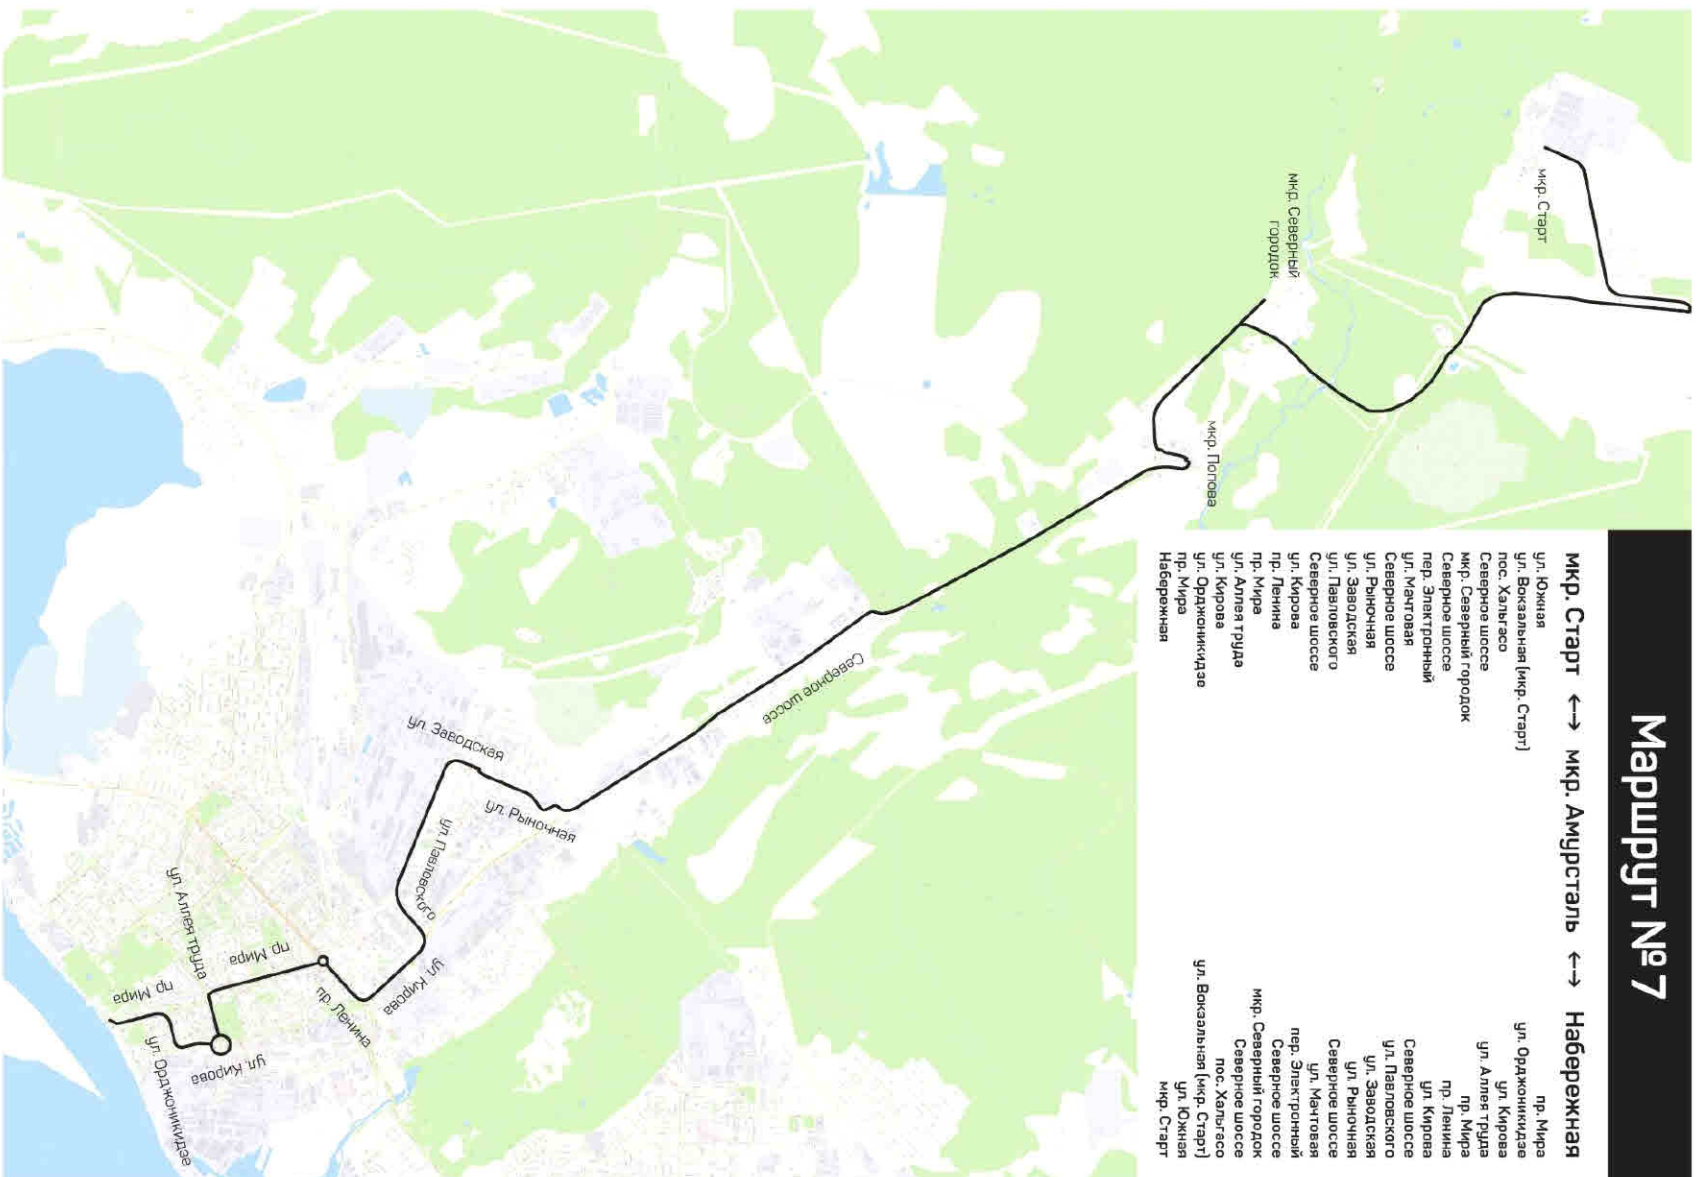 Маршрут № 7
мкр. Старт ↔ мкр. Амурсталь ↔ Набережная
ул. Южная
ул. Вокзальная (мкр. Старт)
пос. Хальгасо
Северное шоссе
мкр. Северный городок
Северное шоссе
пер. Электронный
ул. Мачтовая
Северное шоссе
ул. Рыночная
ул. Заводская
ул. Павловского
Северное шоссе
ул. Кирова
пр. Ленина
пр. Мира
ул. Аллея труда
ул. Кирова
ул. Орджоникидзе
пр. Мира
Набережная
пр. Мира
ул. Орджоникидзе
ул. Кирова
ул. Аллея труда
пр. Мира
пр. Ленина
ул. Кирова
Северное шоссе
ул. Павловского
ул. Заводская
ул. Рыночная
Северное шоссе
ул. Мачтовая
пер. Электронный
Северное шоссе
мкр. Северный городок
Северное шоссе
пос. Хальгасо
ул. Вокзальная (мкр. Старт)
ул. Южная
мкр. Старт
мкр. Старт
мкр. Северный
городок
мкр. Попова
Северное шоссе
ул. Заводская
ул. Рыночная
ул. Павловского
ул. Кирова
пр. Ленина
пр Мира
ул. Аллея труда
пр Мира
ул. Кирова
ул. Орджоникидзе